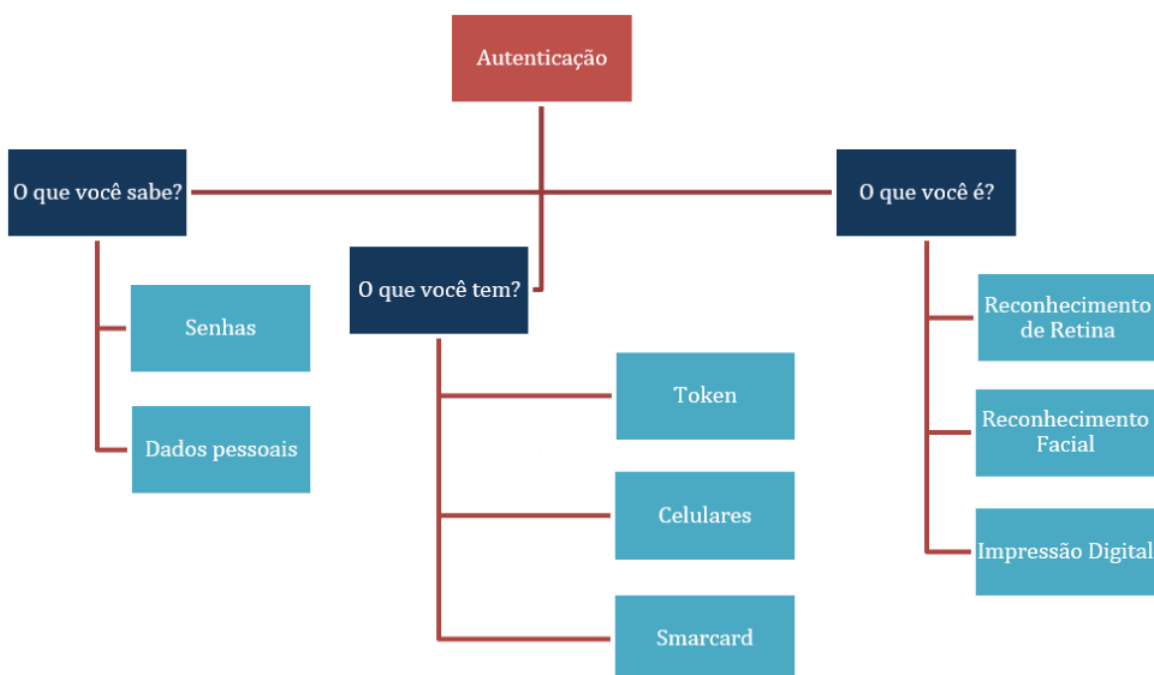 Autenticação
O que você sabe?
Senhas
Dados pessoais
O que você tem?
Token
Celulares
Smarcard
O que você é?
Reconhecimento
de Retina
Reconhecimento
Facial
Impressão Digital